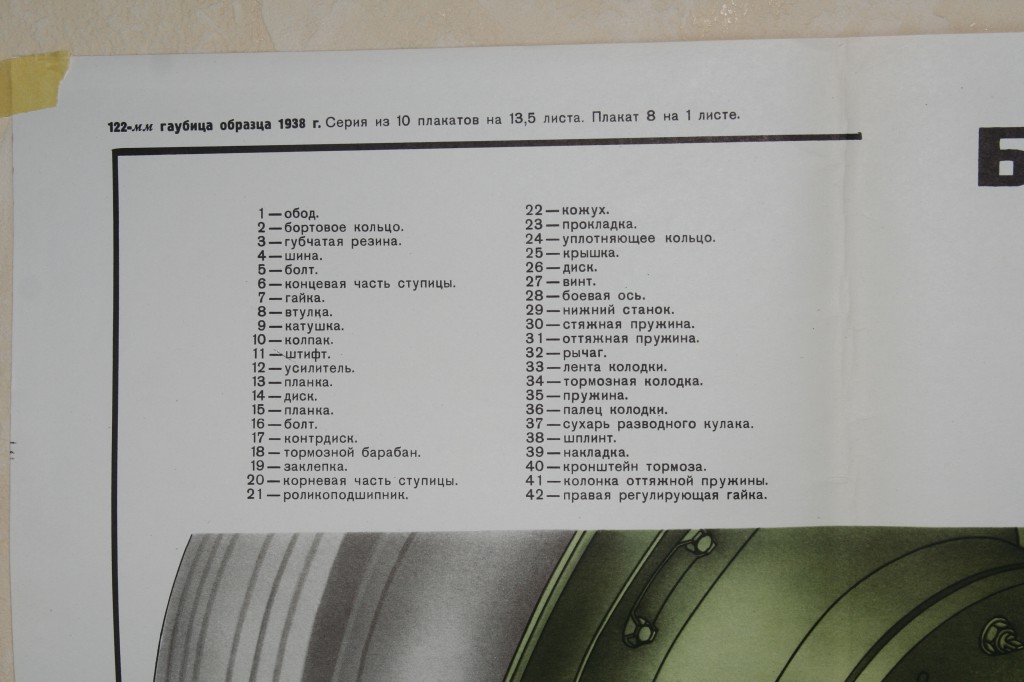 122-мм гаубица образца 1938 г. Серия из 10 плакатов на 13,5 листа. Плакат 8 на 1 листе.
Б
1—обод.
2—бортовое кольцо.
3—губчатая резина.
4—шина.
5—болт.
6—концевая часть ступицы.
7—гайка.
8—втулка.
9—катушка.
10—колпак.
11—штифт.
12—усилитель.
13—планка.
14—диск.
15—планка.
16—болт.
17—контрдиск.
18—тормозной барабан.
19—заклепка.
20—корневая часть ступицы.
21—роликоподшипник.
22—кожух.
23—прокладка.
24—уплотняющее кольцо.
25—крышка.
26—диск.
27—винт.
28—боевая ось.
29—нижний станок.
30—стяжная пружина.
31—оттяжная пружина.
32—рычаг.
33—лента колодки.
34—тормозная колодка.
35—пружина.
36—палец колодки.
37—сухарь разводного кулака.
38—шплинт.
39—накладка.
40—кронштейн тормоза.
41—колонка оттяжной пружины.
42—правая регулирующая гайка.